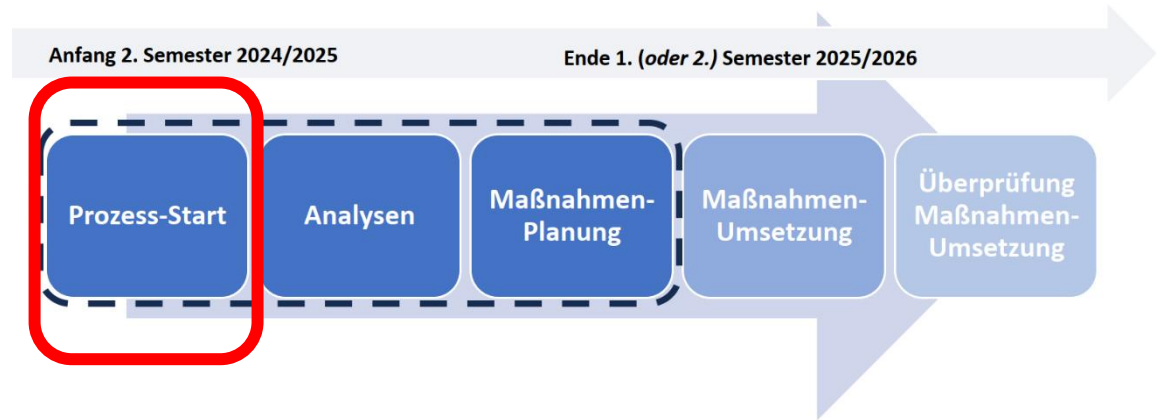 Anfang 2. Semester 2024/2025
Ende 1. (oder 2.) Semester 2025/2026
Prozess-Start
Analysen
Maßnahmen-
Planung
Maßnahmen-
Umsetzung
Überprüfung
Maßnahmen-
Umsetzung